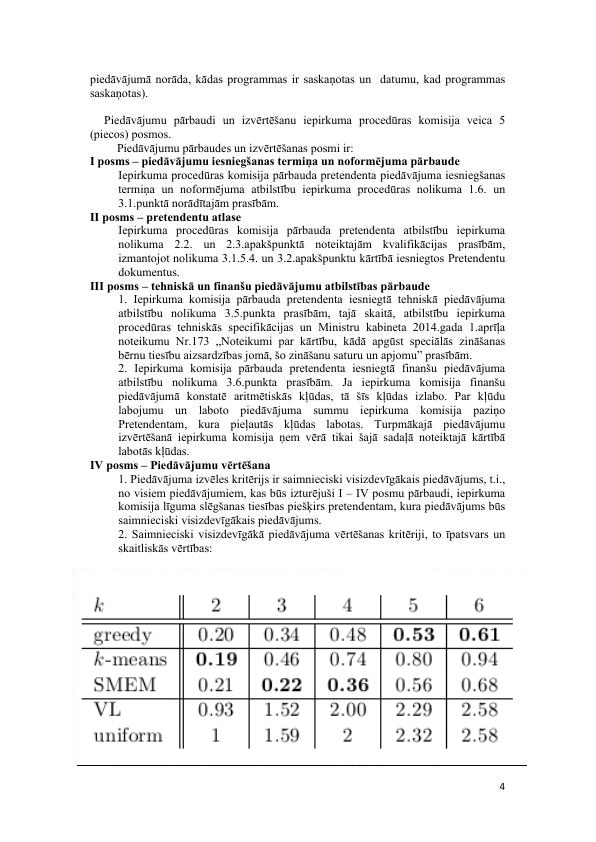 piedāvājumā norāda, kādas programmas ir saskaņotas un datumu, kad programmas
saskaņotas).
Piedāvājumu pārbaudi un izvērtēšanu iepirkuma procedūras komisija veica 5
(piecos) posmos.
Piedāvājumu pārbaudes un izvērtēšanas posmi ir:
I posms – piedāvājumu iesniegšanas termiņa un noformējuma pārbaude
Iepirkuma procedūras komisija pārbauda pretendenta piedāvājuma iesniegšanas
termiņa un noformējuma atbilstību iepirkuma procedūras nolikuma 1.6. un
3.1.punktā norādītajām prasībām.
II posms – pretendentu atlase
Iepirkuma procedūras komisija pārbauda pretendenta atbilstību iepirkuma
nolikuma 2.2. un 2.3.apakšpunktā noteiktajām kvalifikācijas prasībām,
izmantojot nolikuma 3.1.5.4. un 3.2.apakšpunktu kārtībā iesniegtos Pretendentu
dokumentus.
III posms – tehniskā un finanšu piedāvājumu atbilstības pārbaude
1. Iepirkuma komisija pārbauda pretendenta iesniegtā tehniskā piedāvājuma
atbilstību nolikuma 3.5.punkta prasībām, tajā skaitā, atbilstību iepirkuma
procedūras tehniskās specifikācijas un Ministru kabineta 2014.gada 1.aprīļa
noteikumu Nr.173 „Noteikumi par kārtību, kādā apgūst speciālās zināšanas
bērnu tiesību aizsardzības jomā, šo zināšanu saturu un apjomu” prasībām.
2. Iepirkuma komisija pārbauda pretendenta iesniegtā finanšu piedāvājuma
atbilstību nolikuma 3.6.punkta prasībām. Ja iepirkuma komisija finanšu
piedāvājumā konstatē aritmētiskās kļūdas, tā šīs kļūdas izlabo. Par kļūdu
labojumu un laboto piedāvājuma summu iepirkuma komisija paziņo
Pretendentam, kura pieļautās kļūdas labotas. Turpmākajā piedāvājumu
izvērtēšanā iepirkuma komisija ņem vērā tikai šajā sadaļā noteiktajā kārtībā
labotās kļūdas.
IV posms – Piedāvājumu vērtēšana
1. Piedāvājuma izvēles kritērijs ir saimnieciski visizdevīgākais piedāvājums, t.i.,
no visiem piedāvājumiem, kas būs izturējuši I – IV posmu pārbaudi, iepirkuma
komisija līguma slēgšanas tiesības piešķirs pretendentam, kura piedāvājums būs
saimnieciski visizdevīgākais piedāvājums.
2. Saimnieciski visizdevīgākā piedāvājuma vērtēšanas kritēriji, to īpatsvars un
skaitliskās vērtības:
k 2 3 4 5 6
greedy 0.20 0.34 0.48 0.53 0.61
k-means 0.19 0.46 0.74 0.80 0.94
SMEM 0.21 0.22 0.36 0.56 0.68
VL 0.93 1.52 2.00 2.29 2.58
uniform 1 1.59 2 2.32 2.58
4